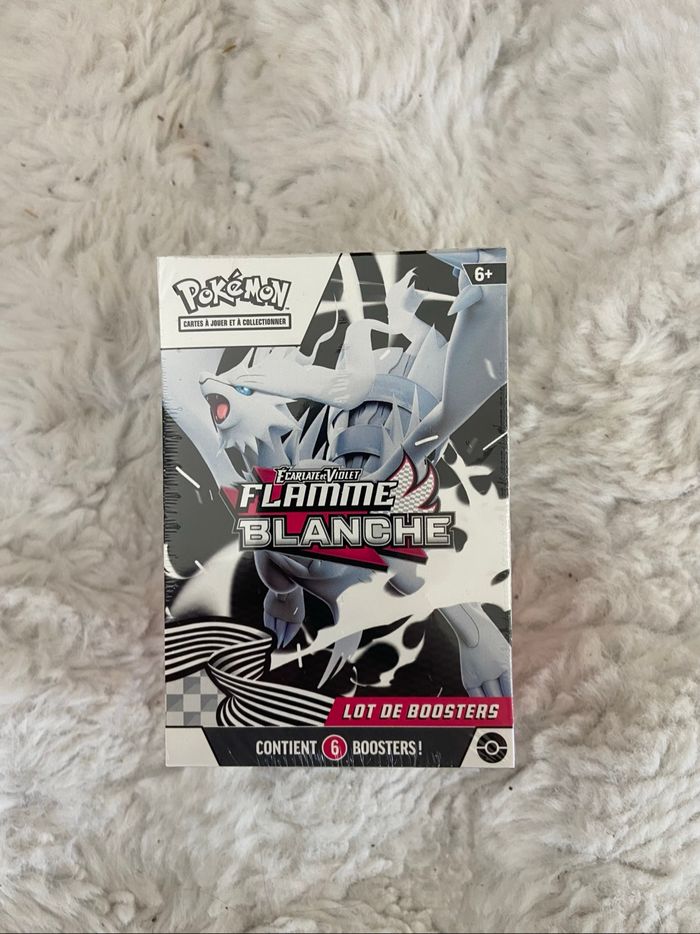 6+
POKÉMON
CARTES À JOUER ET À COLLECTIONNER
ÉCARLATE ET VIOLET
FLAMME
BLANCHE
LOT DE BOOSTERS
CONTIENT 6 BOOSTERS!